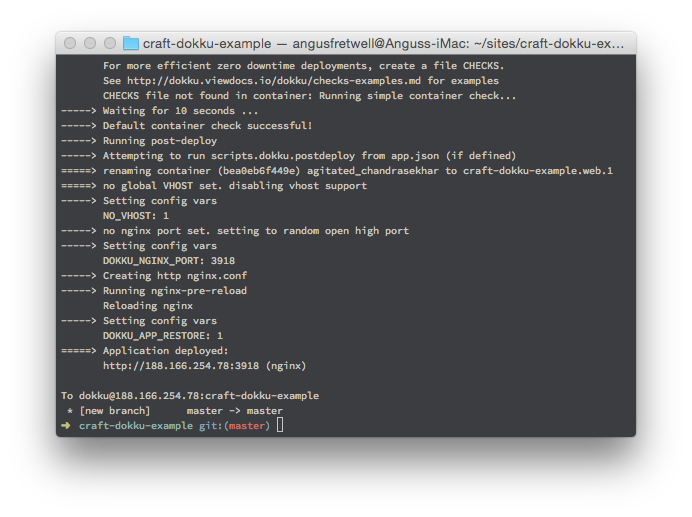 craft-dokku-example — angusfretwell@Anguss-iMac: ~/sites/craft-dokku-ex...
For more efficient zero downtime deployments, create a file CHECKS.
See http://dokku.viewdocs.io/dokku/checks-examples.md for examples
CHECKS file not found in container: Running simple container check...
-----> Waiting for 10 seconds ...
-----> Default container check successful!
-----> Running post-deploy
-----> Attempting to run scripts.dokku.postdeploy from app.json (if defined)
=====> renaming container (bea0eb6f449e) agitated_chandrasekhar to craft-dokku-example.web.1
=====> no global VHOST set. disabling vhost support
-----> Setting config vars
NO_VHOST: 1
-----> no nginx port set. setting to random open high port
-----> Setting config vars
DOKKU_NGINX_PORT: 3918
-----> Creating http nginx.conf
-----> Running nginx-pre-reload
Reloading nginx
-----> Setting config vars
DOKKU_APP_RESTORE: 1
=====> Application deployed:
http://188.166.254.78:3918 (nginx)
To dokku@188.166.254.78:craft-dokku-example
* [new branch]      master -> master
➜  craft-dokku-example git:(master)